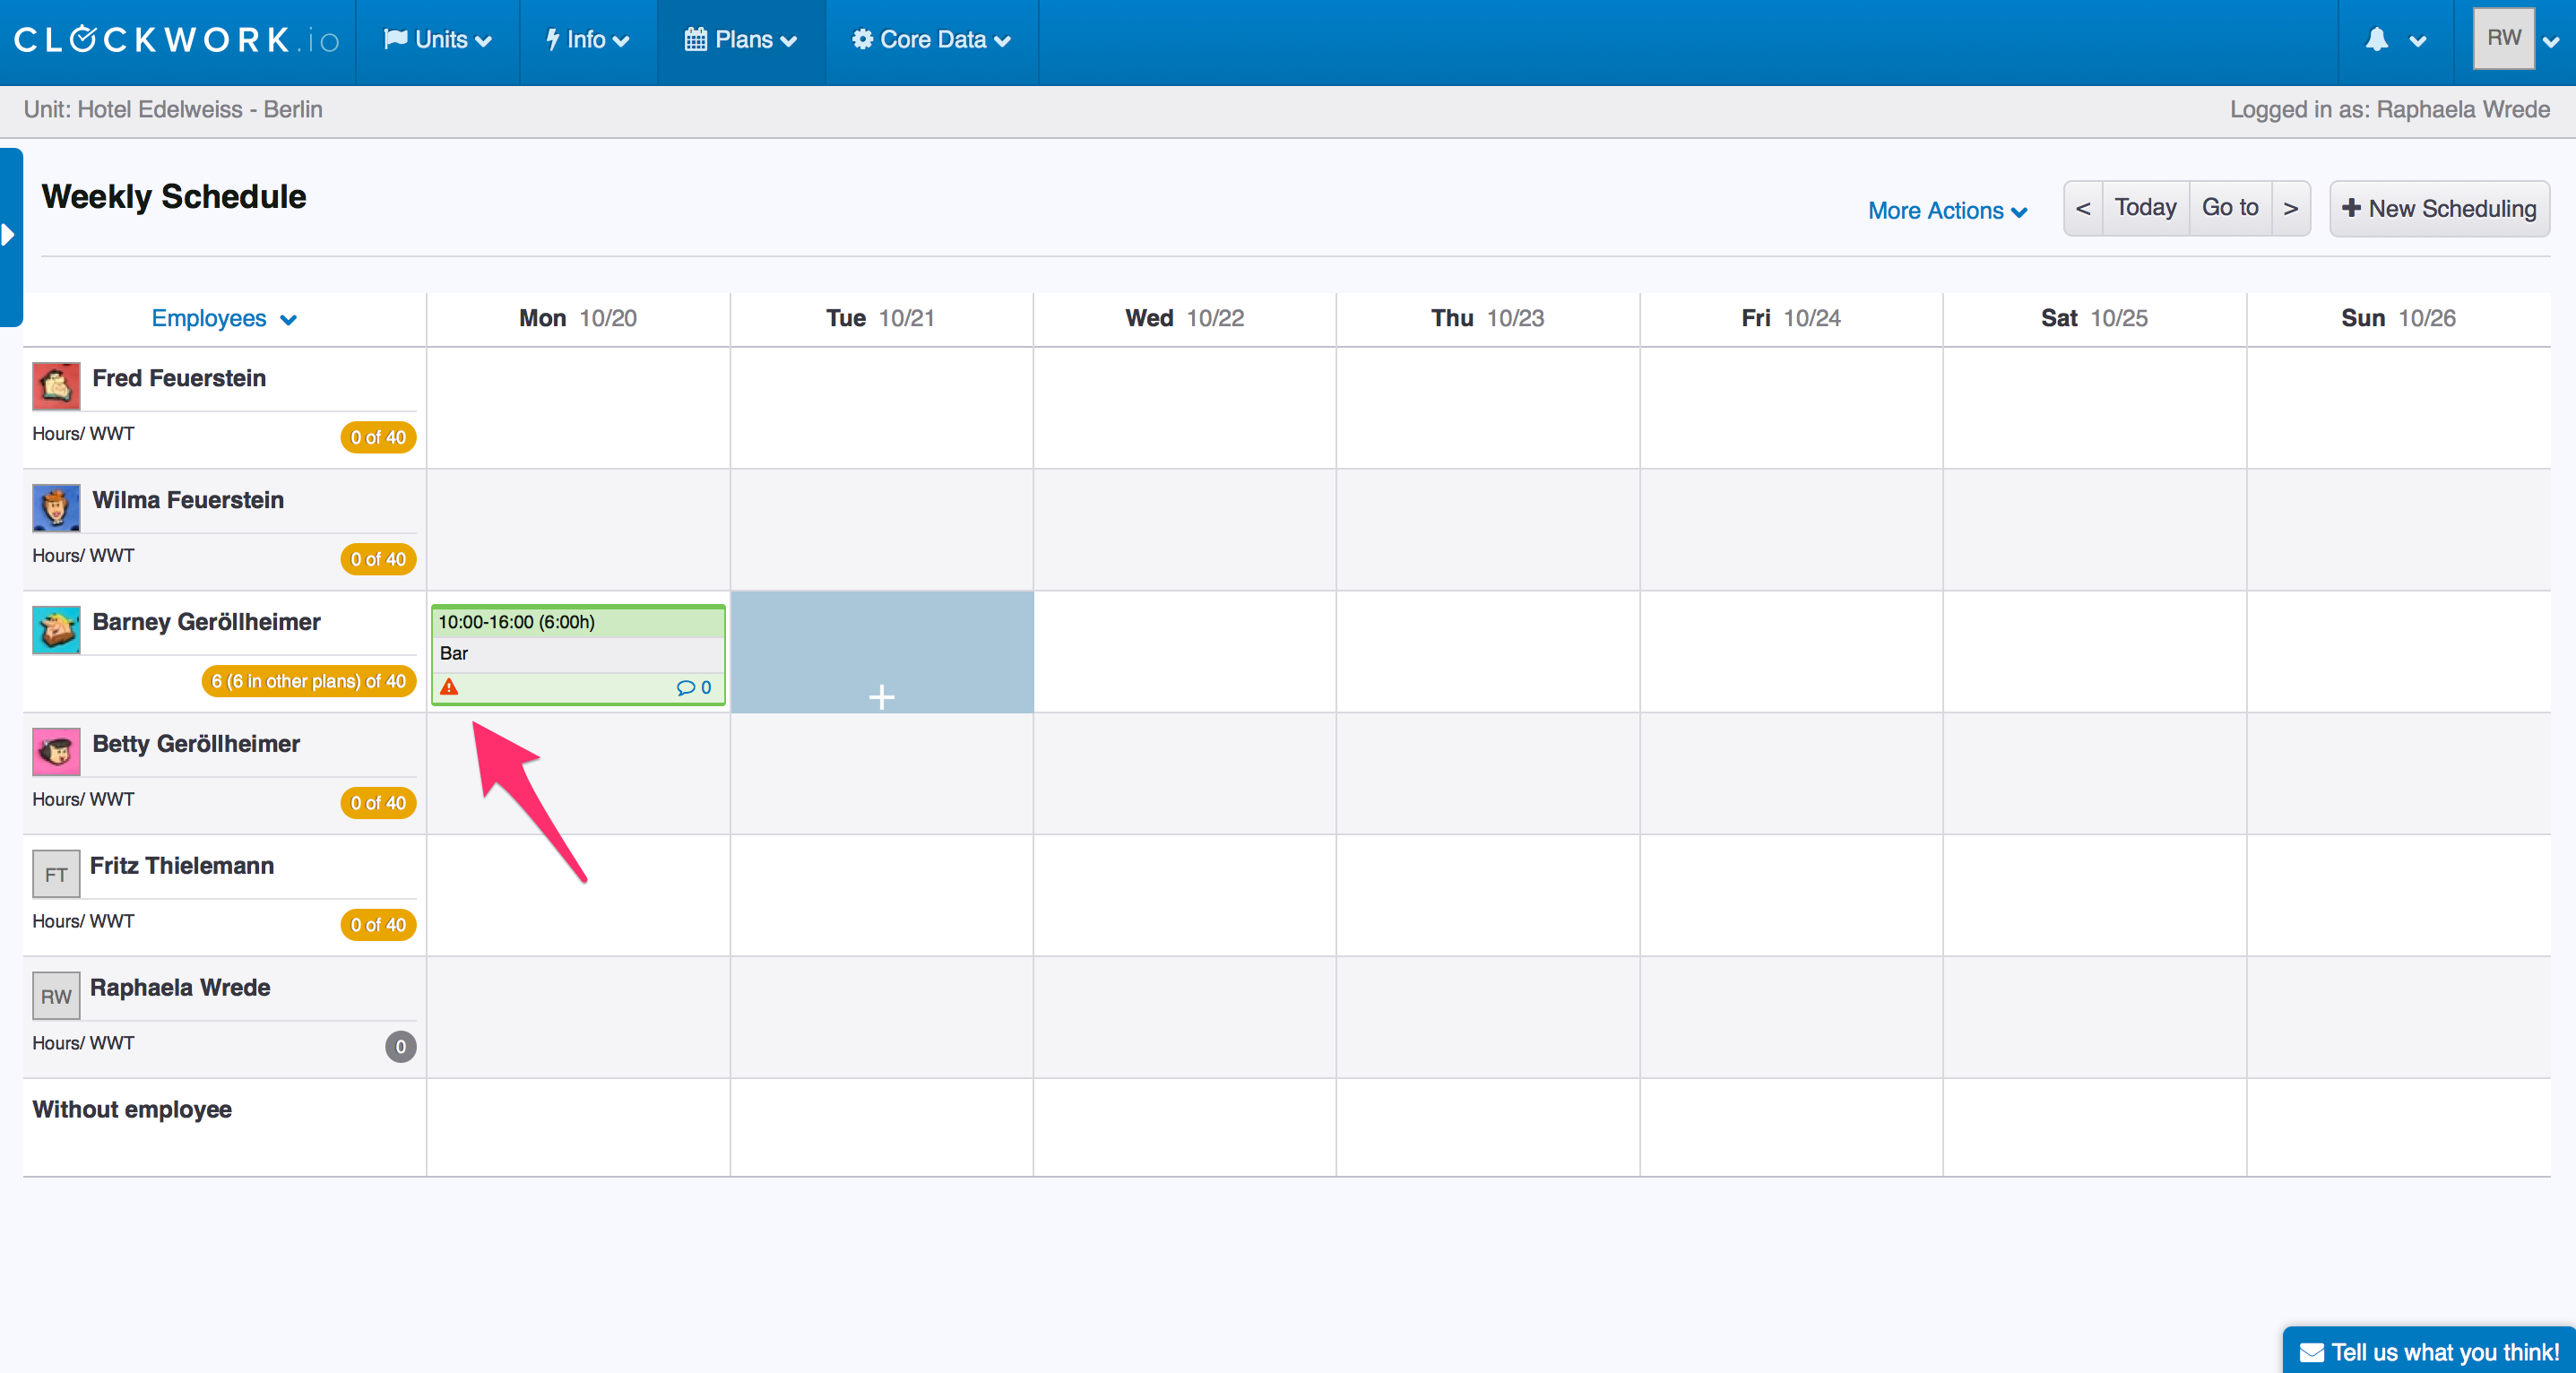 CLOCKWORK.io Units Info Plans Core Data RW
Unit: Hotel Edelweiss - Berlin Logged in as: Raphaela Wrede
Weekly Schedule More Actions < Today Go to > + New Scheduling
Employees Mon 10/20 Tue 10/21 Wed 10/22 Thu 10/23 Fri 10/24 Sat 10/25 Sun 10/26
Fred Feuerstein
Hours/ WWT 0 of 40
Wilma Feuerstein
Hours/ WWT 0 of 40
Barney Geröllheimer
6 (6 in other plans) of 40
10:00-16:00 (6:00h)
Bar
0
+
Betty Geröllheimer
Hours/ WWT 0 of 40
FT Fritz Thielemann
Hours/ WWT 0 of 40
RW Raphaela Wrede
Hours/ WWT 0
Without employee
Tell us what you think!